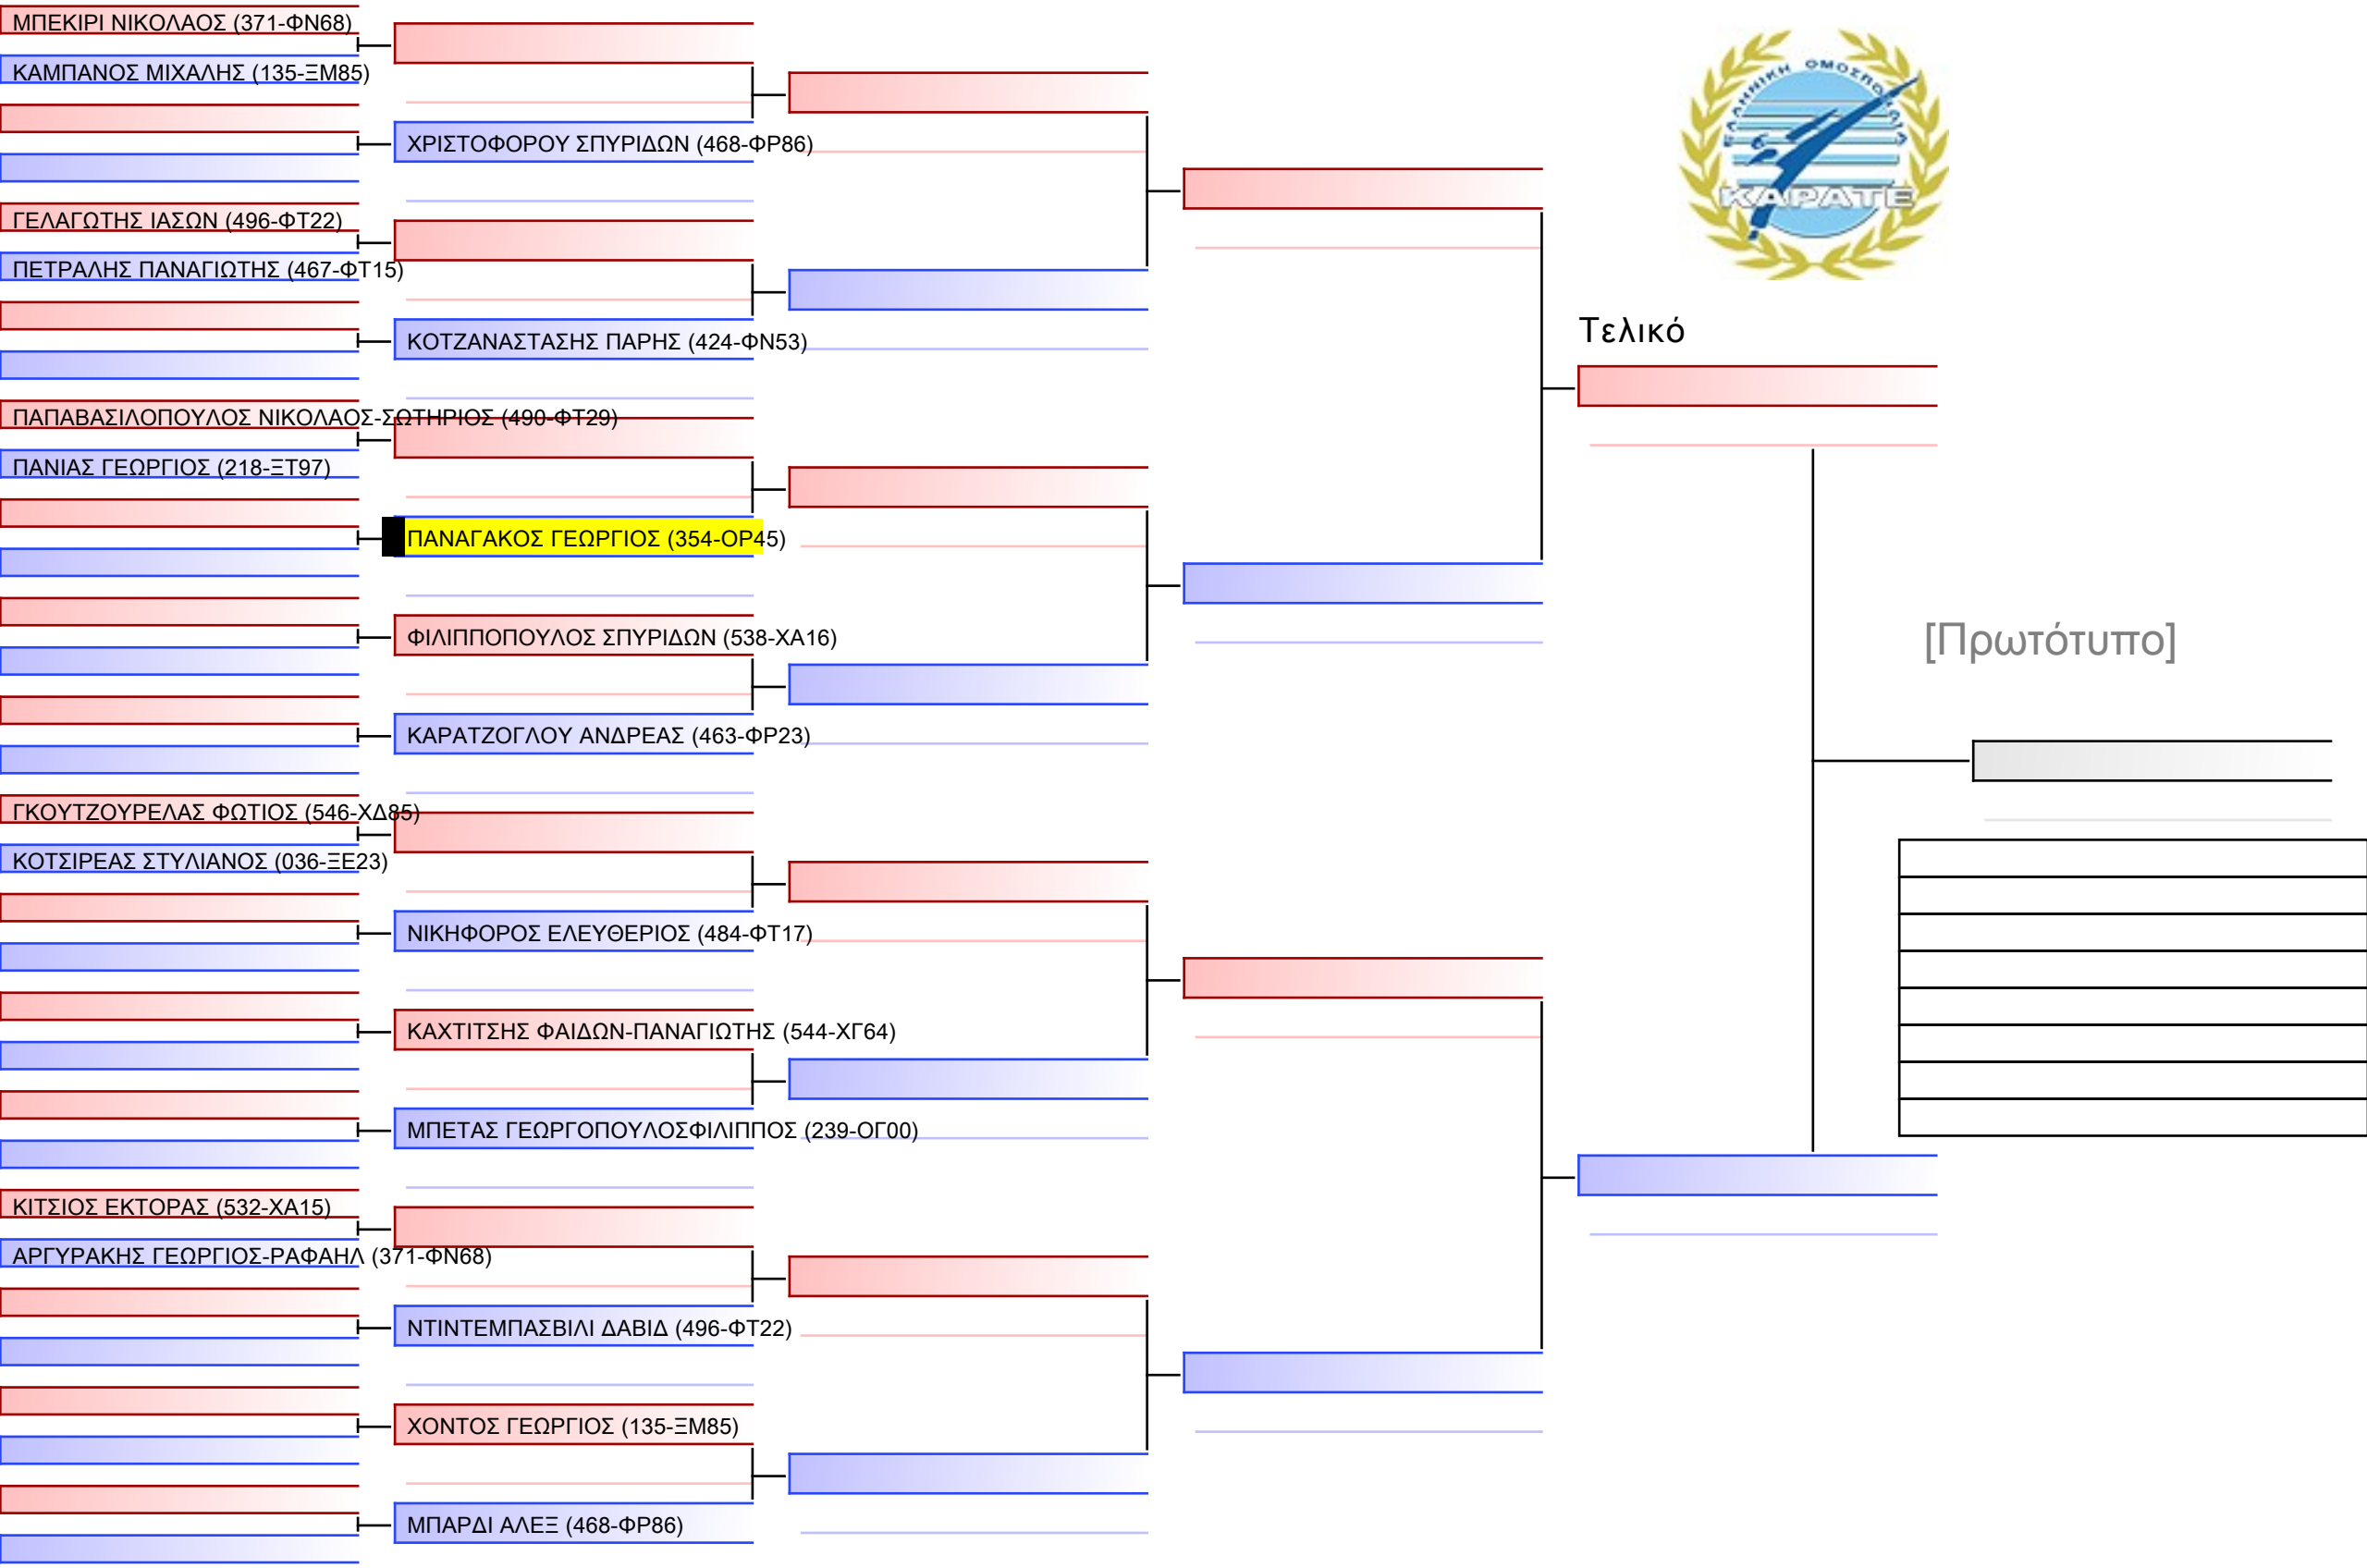 ΜΠΕΚΙΡΙ ΝΙΚΟΛΑΟΣ (371-ΦΝ68)
ΚΑΜΠΑΝΟΣ ΜΙΧΑΛΗΣ (135-ΞΜ85)
ΧΡΙΣΤΟΦΟΡΟΥ ΣΠΥΡΙΔΩΝ (468-ΦΡ86)
ΓΕΛΑΓΩΤΗΣ ΙΑΣΩΝ (496-ΦΤ22)
ΠΕΤΡΑΛΗΣ ΠΑΝΑΓΙΩΤΗΣ (467-ΦΤ15)
ΚΟΤΖΑΝΑΣΤΑΣΗΣ ΠΑΡΗΣ (424-ΦΝ53)
ΠΑΠΑΒΑΣΙΛΟΠΟΥΛΟΣ ΝΙΚΟΛΑΟΣ-ΣΩΤΗΡΙΟΣ (490-ΦΤ29)
ΠΑΝΙΑΣ ΓΕΩΡΓΙΟΣ (218-ΞΤ97)
ΠΑΝΑΓΑΚΟΣ ΓΕΩΡΓΙΟΣ (354-ΟΡ45)
ΦΙΛΙΠΠΟΠΟΥΛΟΣ ΣΠΥΡΙΔΩΝ (538-ΧΑ16)
ΚΑΡΑΤΖΟΓΛΟΥ ΑΝΔΡΕΑΣ (463-ΦΡ23)
ΓΚΟΥΤΖΟΥΡΕΛΑΣ ΦΩΤΙΟΣ (546-ΧΔ85)
ΚΟΤΣΙΡΕΑΣ ΣΤΥΛΙΑΝΟΣ (036-ΞΕ23)
ΝΙΚΗΦΟΡΟΣ ΕΛΕΥΘΕΡΙΟΣ (484-ΦΤ17)
ΚΑΧΤΙΤΣΗΣ ΦΑΙΔΩΝ-ΠΑΝΑΓΙΩΤΗΣ (544-ΧΓ64)
ΜΠΕΤΑΣ ΓΕΩΡΓΟΠΟΥΛΟΣΦΙΛΙΠΠΟΣ (239-ΟΓ00)
ΚΙΤΣΙΟΣ ΕΚΤΟΡΑΣ (532-ΧΑ15)
ΑΡΓΥΡΑΚΗΣ ΓΕΩΡΓΙΟΣ-ΡΑΦΑΗΛ (371-ΦΝ68)
ΝΤΙΝΤΕΜΠΑΣΒΙΛΙ ΔΑΒΙΔ (496-ΦΤ22)
ΧΟΝΤΟΣ ΓΕΩΡΓΙΟΣ (135-ΞΜ85)
ΜΠΑΡΔΙ ΑΛΕΞ (468-ΦΡ86)
ΕΛΛΗΝΙΚΗ ΟΜΟΣΠΟΝΔΙΑ
ΚΑΡΑΤΕ
Τελικό
[Πρωτότυπο]